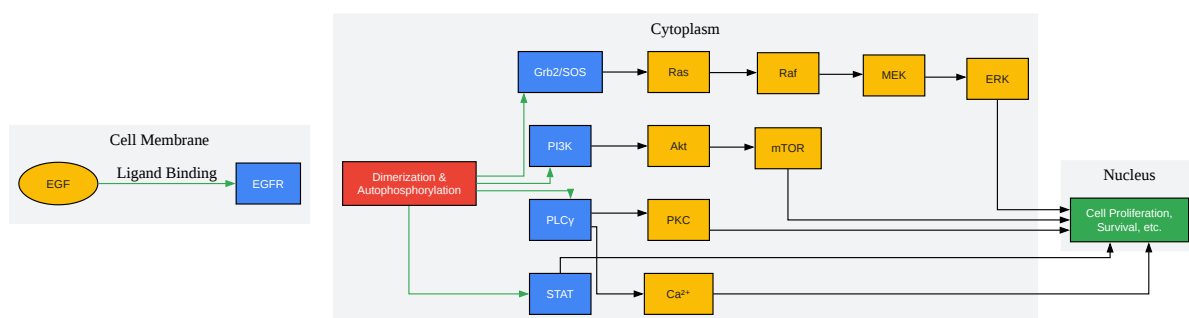 Cytoplasm
Grb2/SOS
Ras
Raf
MEK
ERK
Cell Membrane
Ligand Binding
EGF
EGFR
PI3K
Akt
mTOR
Dimerization &
Autophosphorylation
PLCγ
PKC
STAT
Ca²⁺
Nucleus
Cell Proliferation,
Survival, etc.